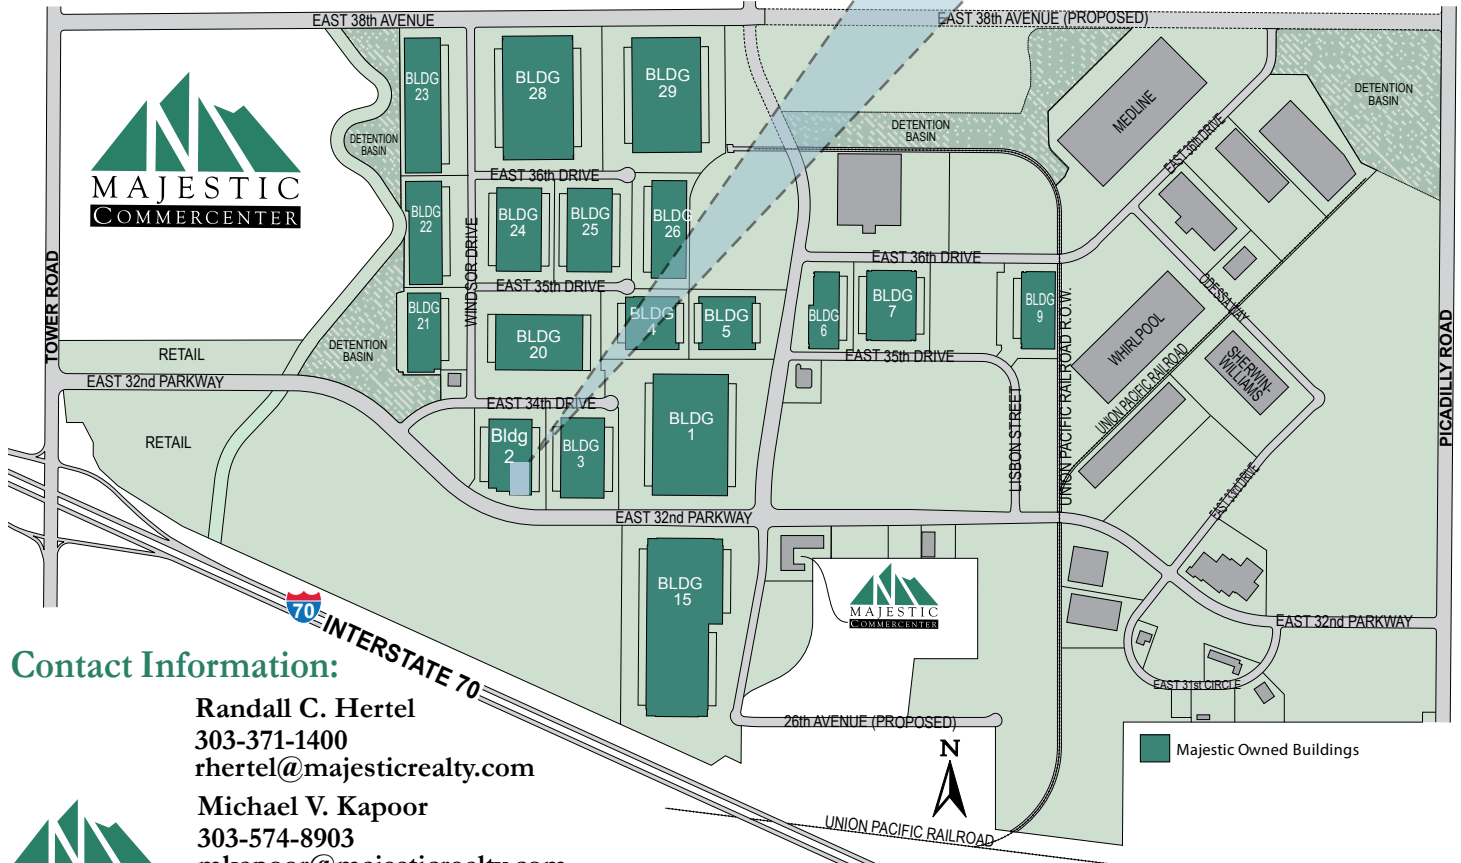 EAST 38th AVENUE
EAST 38th AVENUE (PROPOSED)
BLDG
23
BLDG
28
BLDG
29
MEDLINE
DETENTION
BASIN
DETENTION
BASIN
DETENTION
BASIN
EAST 36th DRIVE
MAJESTIC
COMMERCENTER
EAST 36th DRIVE
BLDG
22
BLDG
24
BLDG
25
BLDG
26
WINDSOR DRIVE
EAST 36th DRIVE
TOWER ROAD
EAST 35th DRIVE
ODESSA WAY
BLDG
21
BLDG
20
BLDG
4
BLDG
5
BLDG
6
BLDG
7
BLDG
9
UNION PACIFIC RAILROAD R.O.W.
WHIRLPOOL
UNION PACIFIC RAILROAD
SHERWIN-
WILLIAMS
PICADILLY ROAD
RETAIL
DETENTION
BASIN
EAST 35th DRIVE
EAST 32nd PARKWAY
EAST 34th DRIVE
LISBON STREET
RETAIL
Bldg
2
BLDG
3
BLDG
1
EAST 33rd DRIVE
EAST 32nd PARKWAY
BLDG
15
MAJESTIC
COMMERCENTER
70
INTERSTATE 70
EAST 32nd PARKWAY
EAST 31st CIRCLE
26th AVENUE (PROPOSED)
N
Majestic Owned Buildings
UNION PACIFIC RAILROAD
Contact Information:
Randall C. Hertel
303-371-1400
rhertel@majesticrealty.com
Michael V. Kapoor
303-574-8903
mkapoor@majesticrealty.com